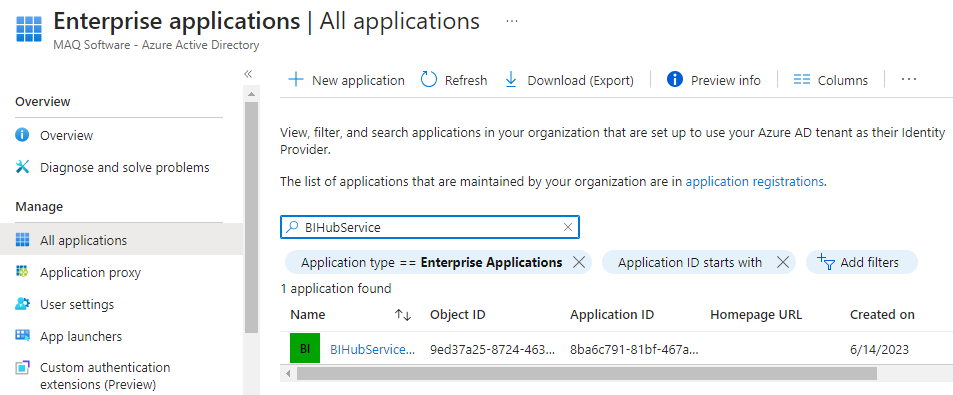 Enterprise applications | All applications ...
MAQ Software - Azure Active Directory
Overview
Overview
Diagnose and solve problems
Manage
All applications
Application proxy
User settings
App launchers
Custom authentication
extensions (Preview)
New application Refresh Download (Export) Preview info Columns ...
View, filter, and search applications in your organization that are set up to use your Azure AD tenant as their Identity
Provider.
The list of applications that are maintained by your organization are in application registrations.
BIHubService
Application type == Enterprise Applications Application ID starts with Add filters
1 application found
Name Object ID Application ID Homepage URL Created on
BI BIHubService... 9ed37a25-8724-463... 8ba6c791-81bf-467a... 6/14/2023